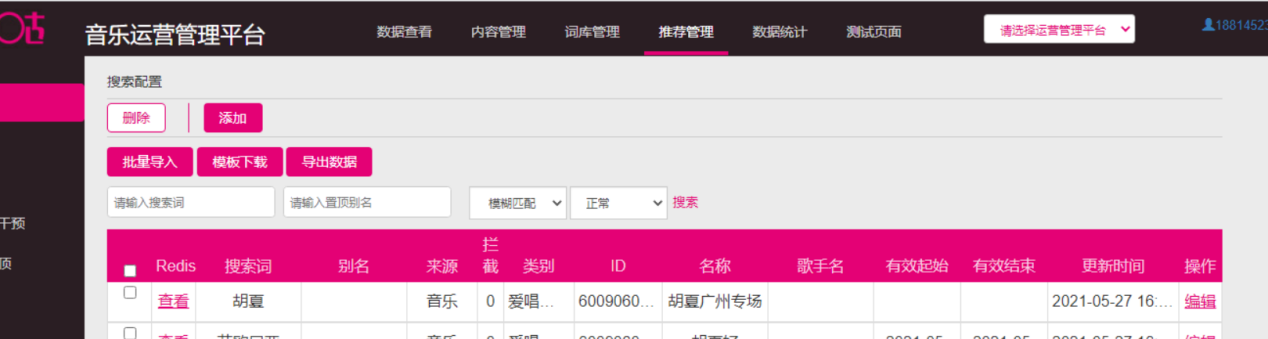 咕
音乐运营管理平台
数据查看 内容管理 词库管理 推荐管理 数据统计 测试页面 请选择运营管理平台 18814523
搜索配置
删除 添加
批量导入 模板下载 导出数据
请输入搜索词 请输入置顶别名 模糊匹配 正常 搜索
干预
顶
Redis 搜索词 别名 来源 拦截 类别 ID 名称 歌手名 有效起始 有效结束 更新时间 操作
查看 胡夏 音乐 0 爱唱... 6009060... 胡夏广州专场 2021-05-27 16:... 编辑